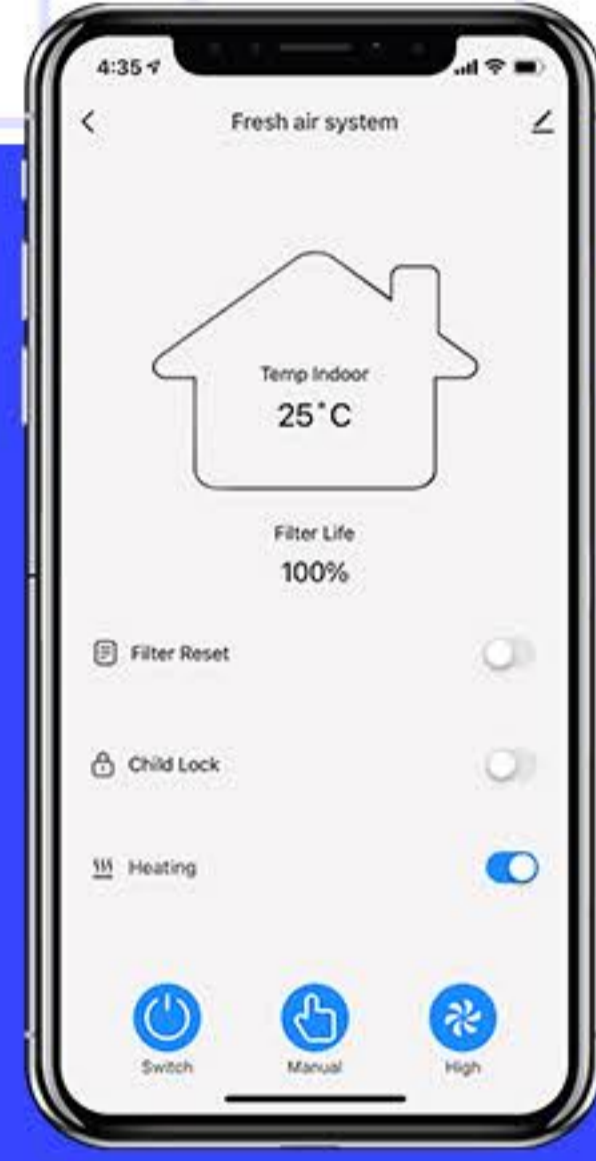 4:35
Fresh air system
Temp Indoor
25°C
Filter Life
100%
Filter Reset
Child Lock
Heating
Switch
Manual
High